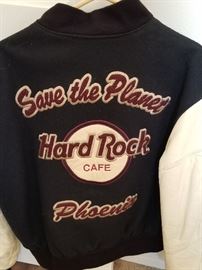 Save the Planet
Hard Rock
CAFE
Phoenix